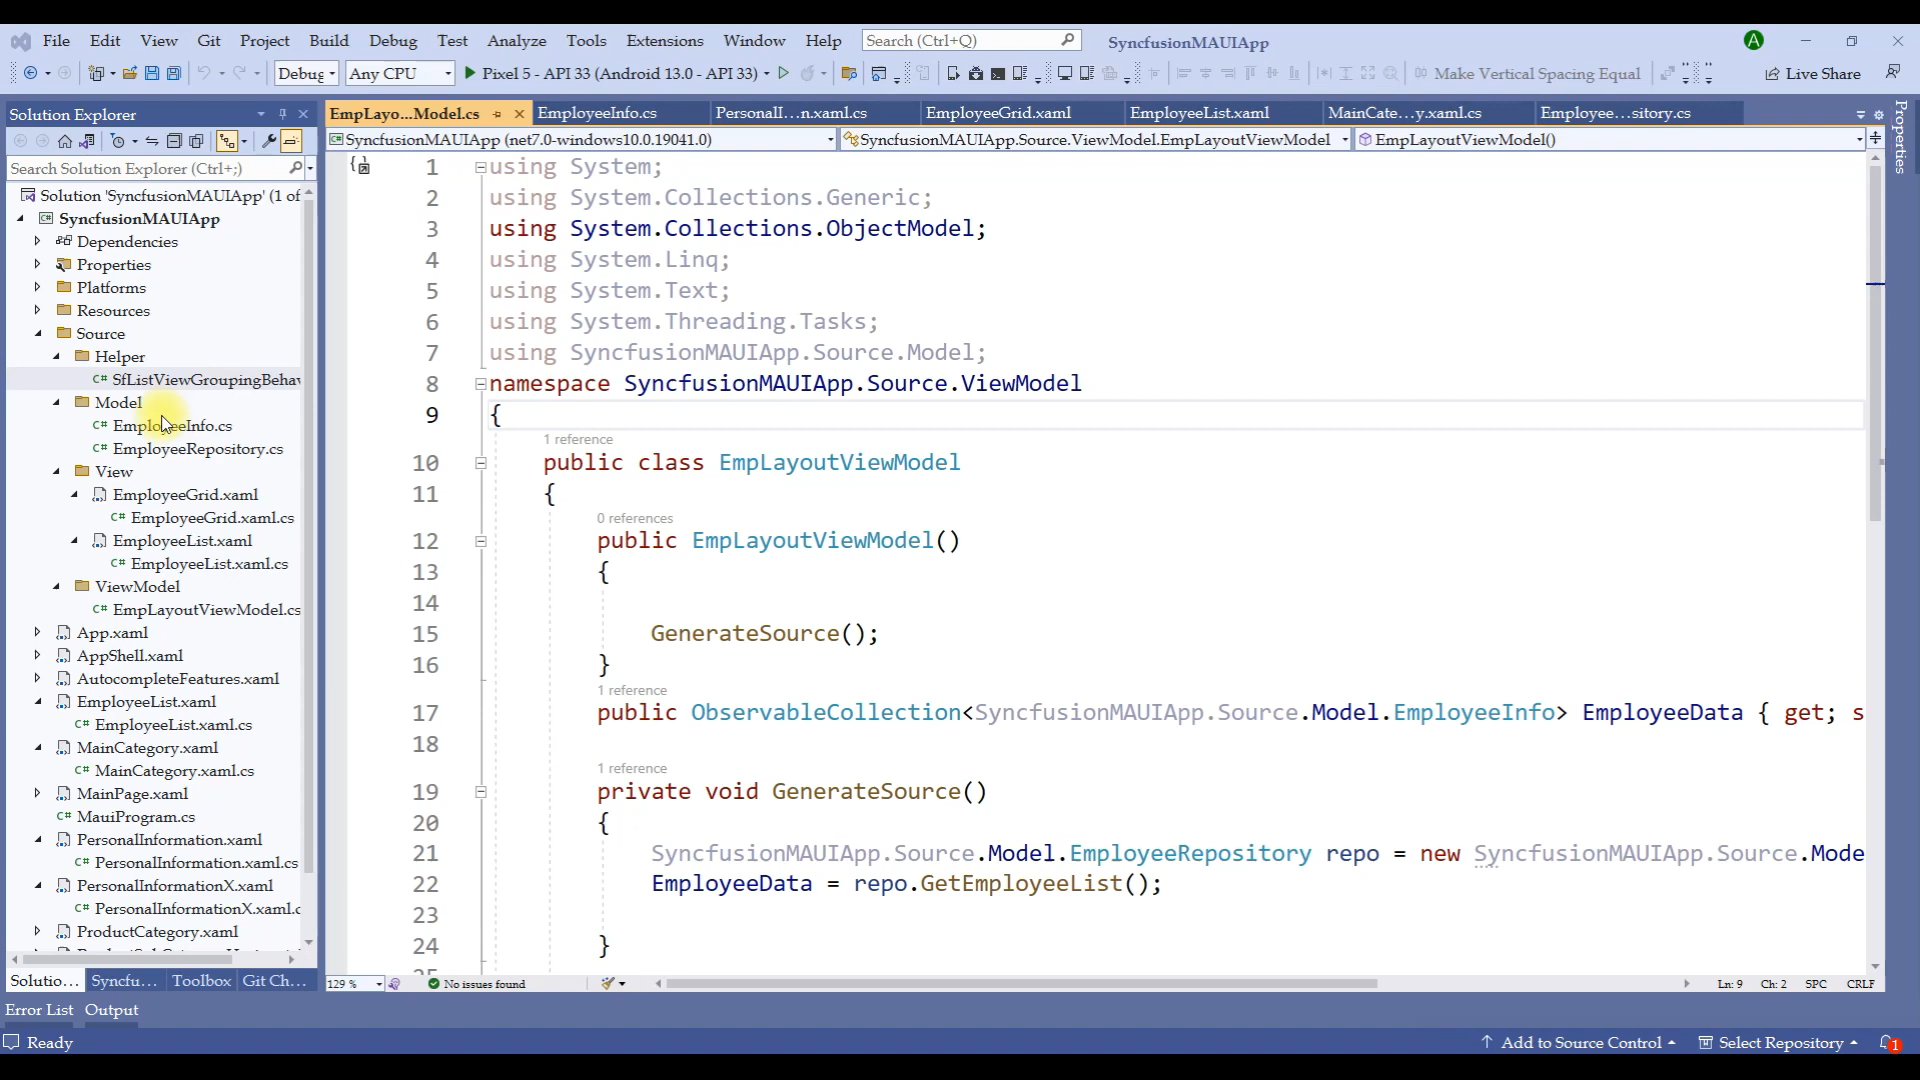 File Edit View Git Project Build Debug Test Analyze Tools Extensions Window Help Search (Ctrl+Q) SyncfusionMAUIApp A
Debug Any CPU Pixel 5 - API 33 (Android 13.0 - API 33) Make Vertical Spacing Equal Live Share
Solution Explorer
EmpLayo...Model.cs EmployeeInfo.cs PersonalI...n.xaml.cs EmployeeGrid.xaml EmployeeList.xaml MainCate...y.xaml.cs Employee...sitory.cs
SyncfusionMAUIApp (net7.0-windows10.0.19041.0) SyncfusionMAUIApp.Source.ViewModel.EmpLayoutViewModel EmpLayoutViewModel()
Properties
Search Solution Explorer (Ctrl+;)
Solution 'SyncfusionMAUIApp' (1 of
SyncfusionMAUIApp
Dependencies
Properties
Platforms
Resources
Source
Helper
C# SfListViewGroupingBehav
Model
C# EmployeeInfo.cs
C# EmployeeRepository.cs
View
EmployeeGrid.xaml
C# EmployeeGrid.xaml.cs
EmployeeList.xaml
C# EmployeeList.xaml.cs
ViewModel
C# EmpLayoutViewModel.cs
App.xaml
AppShell.xaml
AutocompleteFeatures.xaml
EmployeeList.xaml
C# EmployeeList.xaml.cs
MainCategory.xaml
C# MainCategory.xaml.cs
MainPage.xaml
C# MauiProgram.cs
PersonalInformation.xaml
C# PersonalInformation.xaml.cs
PersonalInformationX.xaml
C# PersonalInformationX.xaml.c
ProductCategory.xaml
Solutio... Syncfu... Toolbox Git Ch...
1 using System;
2 using System.Collections.Generic;
3 using System.Collections.ObjectModel;
4 using System.Linq;
5 using System.Text;
6 using System.Threading.Tasks;
7 using SyncfusionMAUIApp.Source.Model;
8 namespace SyncfusionMAUIApp.Source.ViewModel
9 {
1 reference
10 public class EmpLayoutViewModel
11 {
0 references
12 public EmpLayoutViewModel()
13 {
14
15 GenerateSource();
16 }
1 reference
17 public ObservableCollection<SyncfusionMAUIApp.Source.Model.EmployeeInfo> EmployeeData { get; s
18
1 reference
19 private void GenerateSource()
20 {
21 SyncfusionMAUIApp.Source.Model.EmployeeRepository repo = new SyncfusionMAUIApp.Source.Mode
22 EmployeeData = repo.GetEmployeeList();
23
24 }
129 % No issues found Ln: 9 Ch: 2 SPC CRLF
Error List Output
Ready Add to Source Control Select Repository 1